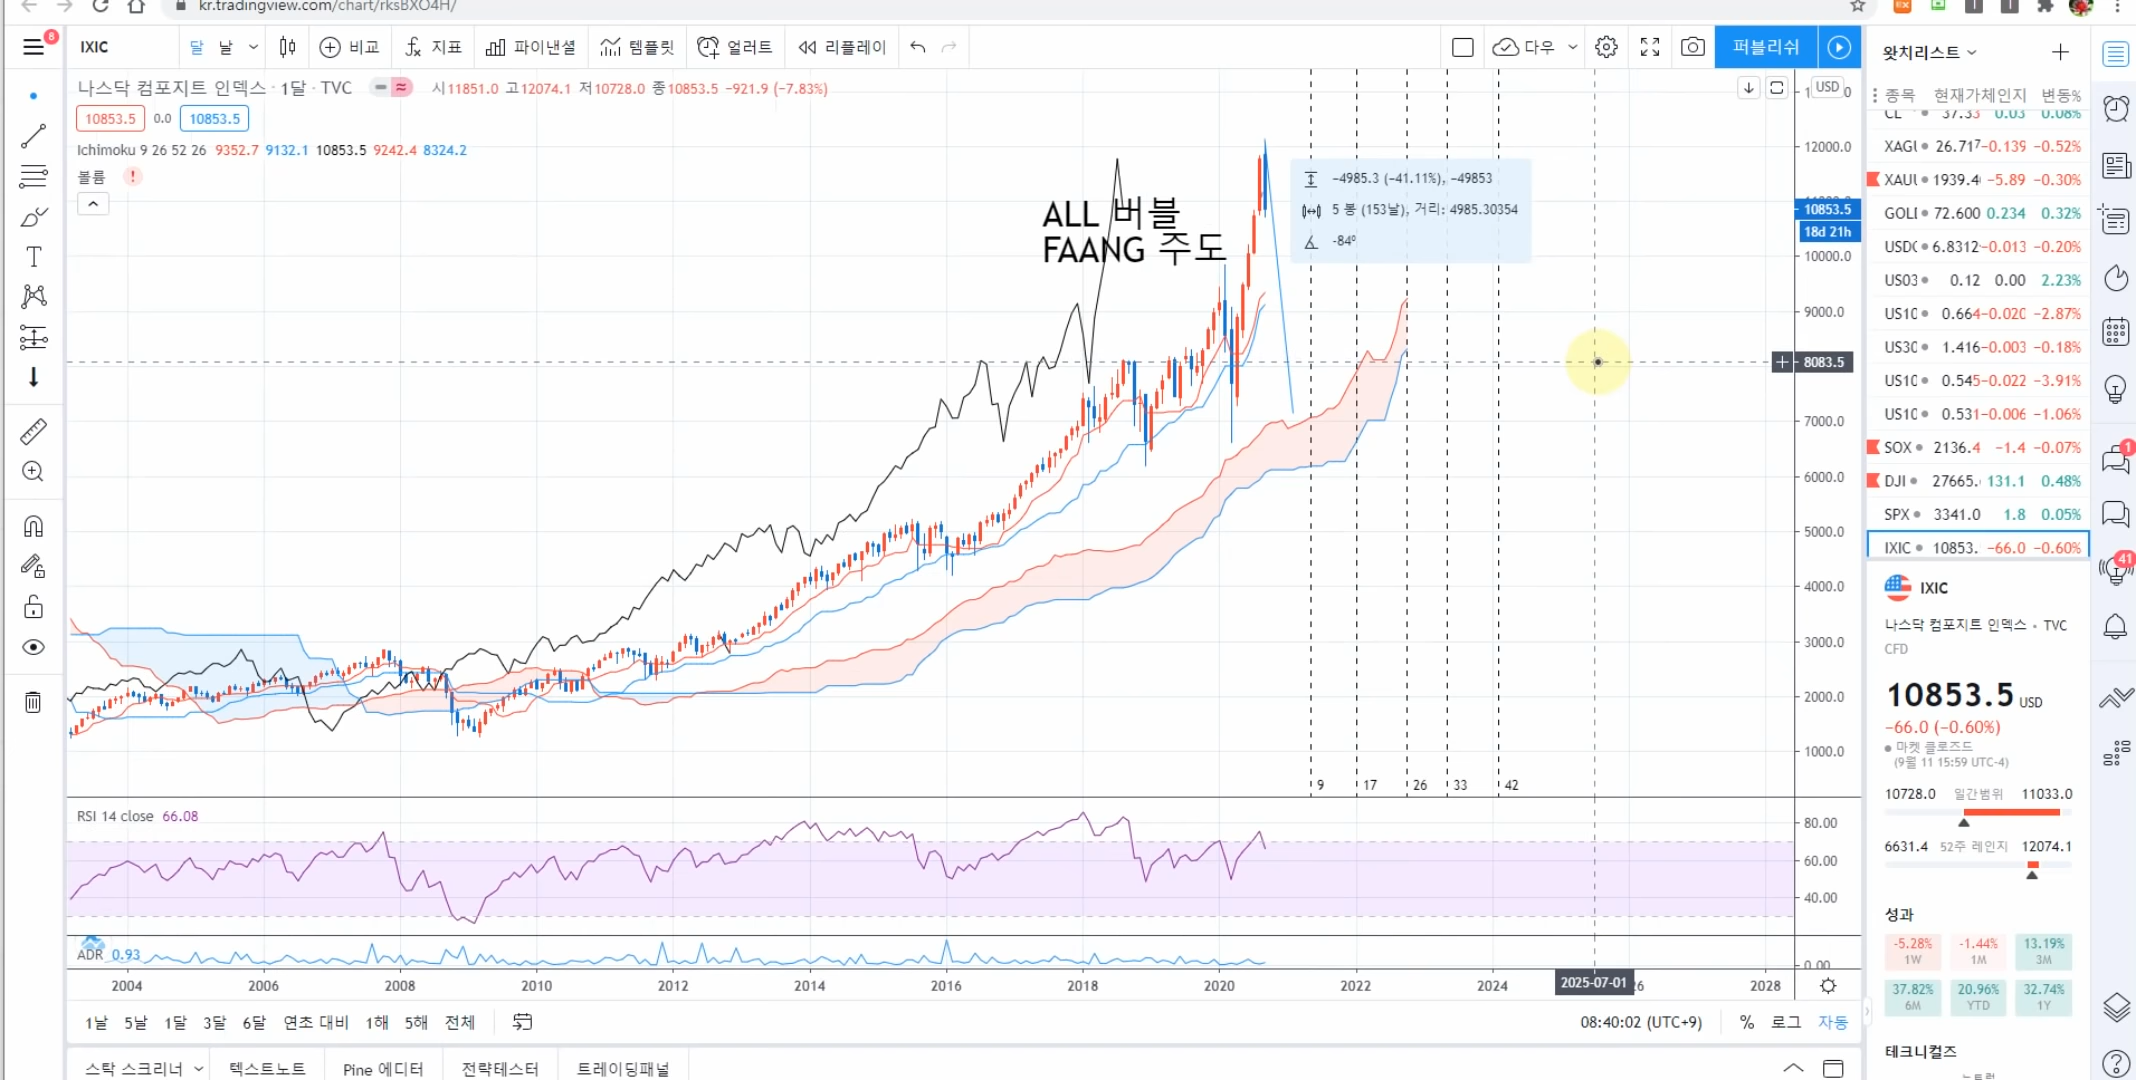 kr.tradingview.com/chart/rksBXO4H/
8
IXIC
달 날
비교
지표
파이낸셜
템플릿
얼러트
리플레이
다우
퍼블리쉬
왓치리스트
나스닥 컴포지트 인덱스 · 1달 · TVC
시11851.0 고12074.1 저10728.0 종10853.5 -921.9 (-7.83%)
10853.5 0.0 10853.5
Ichimoku 9 26 52 26 9352.7 9132.1 10853.5 9242.4 8324.2
볼륨
USD
종목 현재가 체인지 변동%
37.33 0.03 0.08%
XAGU 26.717 -0.139 -0.52%
XAUU 1939.4 -5.89 -0.30%
GOLD 72.600 0.234 0.32%
USDC 6.8312 -0.013 -0.20%
US03 0.12 0.00 2.23%
US10 0.664 -0.020 -2.87%
US30 1.416 -0.003 -0.18%
US10 0.545 -0.022 -3.91%
US10 0.531 -0.006 -1.06%
SOX 2136.4 -1.4 -0.07%
DJI 27665. 131.1 0.48%
SPX 3341.0 1.8 0.05%
IXIC 10853. -66.0 -0.60%
ALL 버블
FAANG 주도
−4985.3 (−41.11%), −49853
5 봉 (153날), 거리: 4985.30354
-84º
12000.0
10853.5
18d 21h
10000.0
9000.0
8083.5
7000.0
6000.0
5000.0
4000.0
3000.0
2000.0
1000.0
9 17 26 33 42
RSI 14 close 66.08
80.00
60.00
40.00
ADR 0.93
0.00
2004 2006 2008 2010 2012 2014 2016 2018 2020 2022 2024 2025-07-01 2028
1날 5날 1달 3달 6달 연초 대비 1해 5해 전체
08:40:02 (UTC+9) % 로그 자동
스탁 스크리너 텍스트노트 Pine 에디터 전략테스터 트레이딩패널
IXIC
나스닥 컴포지트 인덱스 • TVC
CFD
10853.5 USD
−66.0 (−0.60%)
마켓 클로즈드
(9월 11 15:59 UTC-4)
10728.0 일간범위 11033.0
6631.4 52주 레인지 12074.1
성과
-5.28% -1.44% 13.19%
1W 1M 3M
37.82% 20.96% 32.74%
6M YTD 1Y
테크니컬즈
1
41